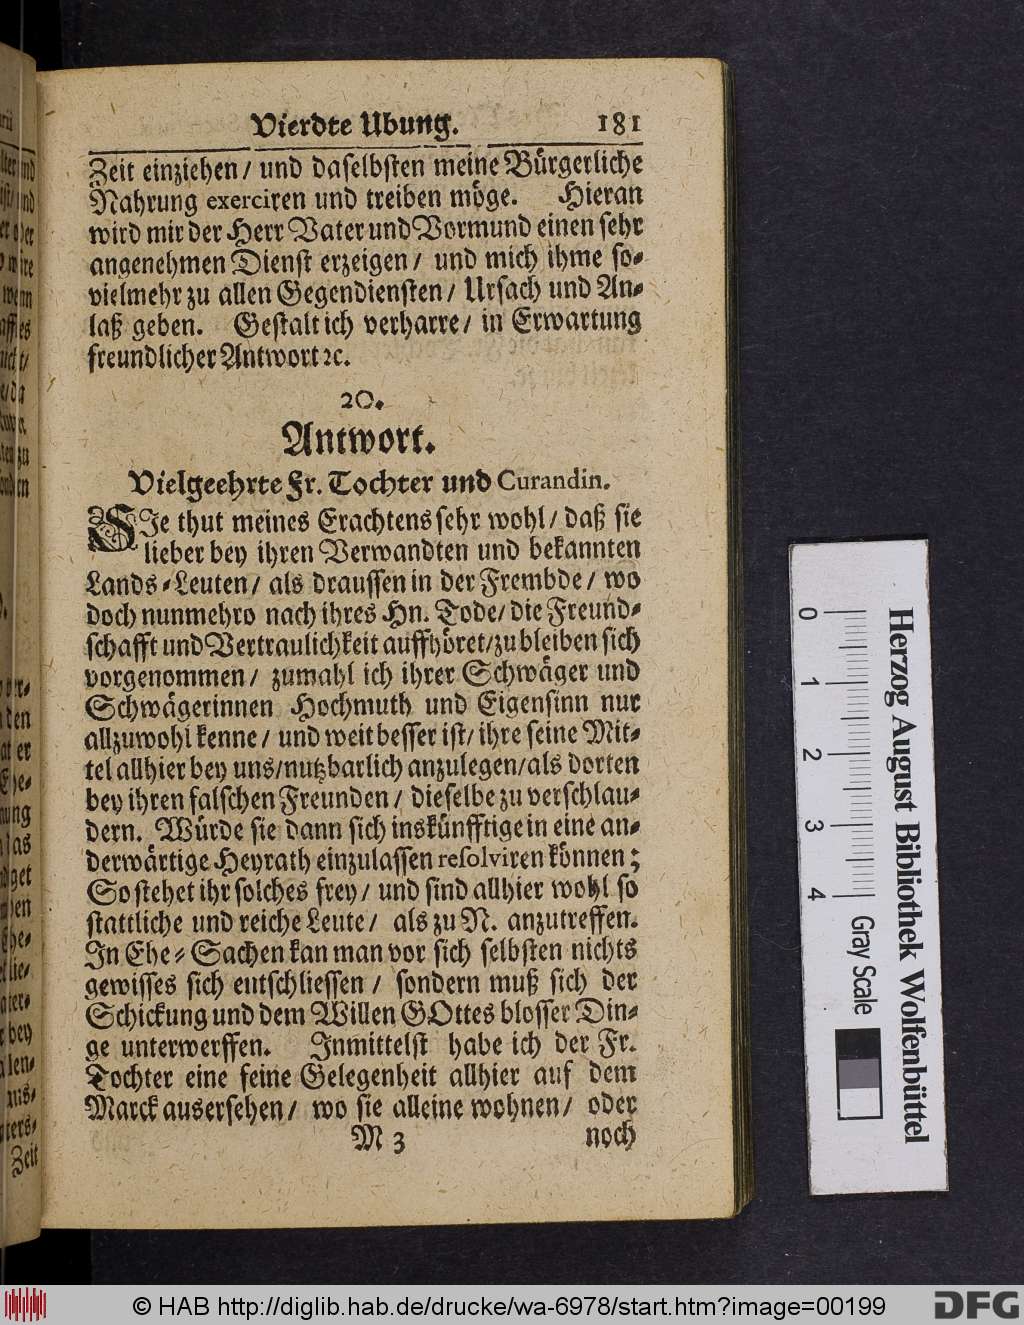 Vierdte Ubung. 181
Zeit einziehen / und daselbsten meine Bürgerliche
Nahrung exerciren und treiben möge. Hieran
wird mir der Herr Vater und Vormund einen sehr
angenehmen Dienst erzeigen / und mich ihme so-
vielmehr zu allen Gegendiensten / Ursach und An-
laß geben. Gestalt ich verharre / in Erwartung
freundlicher Antwort ꝛc.
20.
Antwort.
Vielgeehrte Fr. Tochter und Curandin.
SIe thut meines Erachtens sehr wohl / daß sie
lieber bey ihren Verwandten und bekannten
Lands-Leuten / als draussen in der Frembde / wo
doch nunmehro nach ihres Hn. Tode / die Freund-
schafft und Vertraulichkeit auffhöret / zu bleiben sich
vorgenommen / zumahl ich ihrer Schwäger und
Schwägerinnen Hochmuth und Eigensinn nur
allzuwohl kenne / und weit besser ist / ihre seine Mit-
tel allhier bey uns / nutzbarlich anzulegen / als dorten
bey ihren falschen Freunden / dieselbe zu verschlau-
dern. Würde sie dann sich inskünfftige in eine an-
derwärtige Heyrath einzulassen resolviren können;
So stehet ihr solches frey / und sind allhier wohl so
stattliche und reiche Leute / als zu N. anzutreffen.
In Ehe-Sachen kan man vor sich selbsten nichts
gewisses sich entschliessen / sondern muß sich der
Schickung und dem Willen GOttes blosser Din-
ge unterwerffen. Inmittelst habe ich der Fr.
Tochter eine feine Gelegenheit allhier auf dem
Marck ausersehen / wo sie alleine wohnen / oder
M 3 noch
0 1 2 3 4
Herzog August Bibliothek Wolfenbüttel
Gray Scale
© HAB http://diglib.hab.de/drucke/wa-6978/start.htm?image=00199
DFG